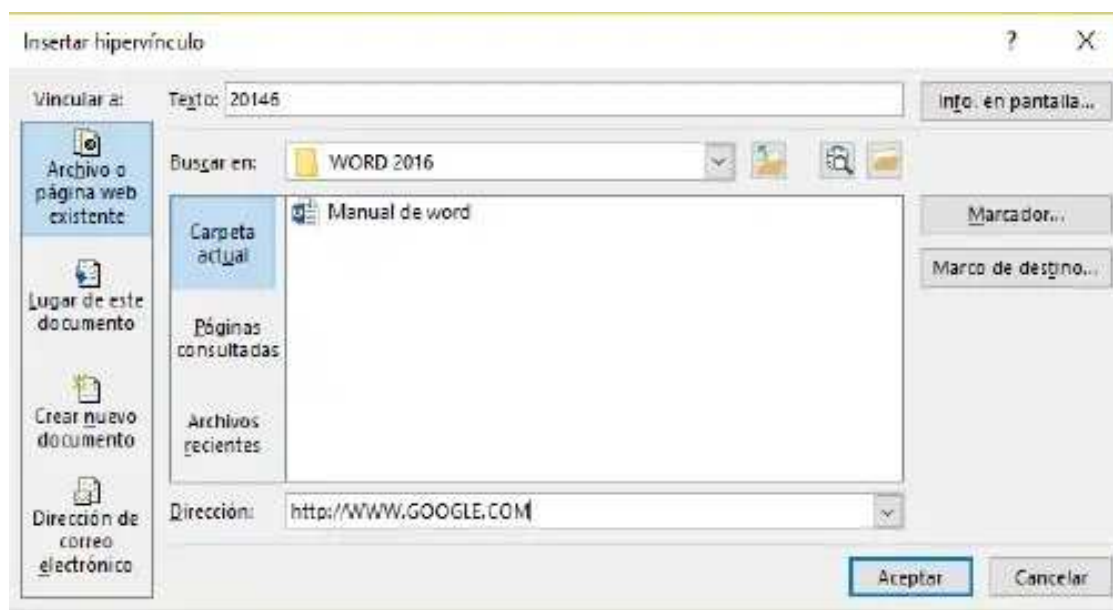 Insertar hipervínculo
? X
Vincular a:
Texto: 20146
Info. en pantalla...
Archivo o
página web
existente
Buscar en:
WORD 2016
Carpeta
actual
Manual de word
Marcador...
Marco de destino...
Lugar de este
documento
Páginas
consultadas
Crear nuevo
documento
Archivos
recientes
Dirección de
correo
electrónico
Dirección:
http://WWW.GOOGLE.COM
Aceptar
Cancelar